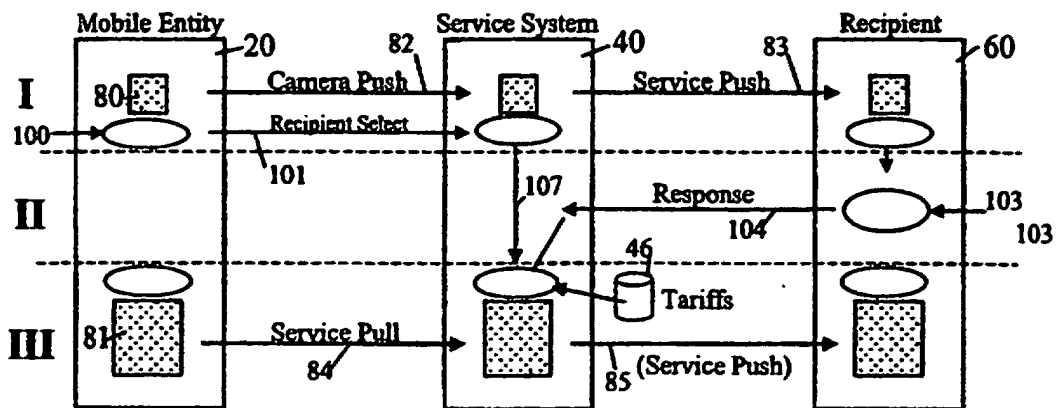 Mobile Entity
Service System
Recipient
20
82
40
83
60
I
80
Camera Push
Service Push
100
Recipient Select
101
107
II
Response
104
103
103
46
Tariffs
III
81
Service Pull
84
85
(Service Push)